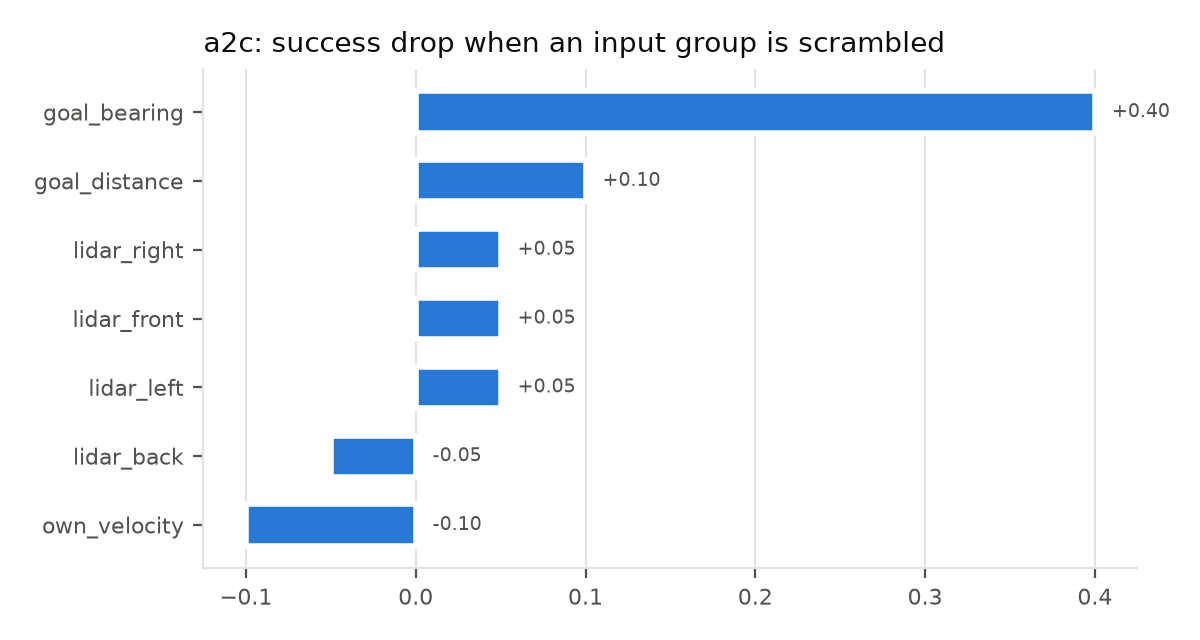 a2c: success drop when an input group is scrambled
goal_bearing +0.40
goal_distance +0.10
lidar_right +0.05
lidar_front +0.05
lidar_left +0.05
lidar_back -0.05
own_velocity -0.10
−0.1 0.0 0.1 0.2 0.3 0.4